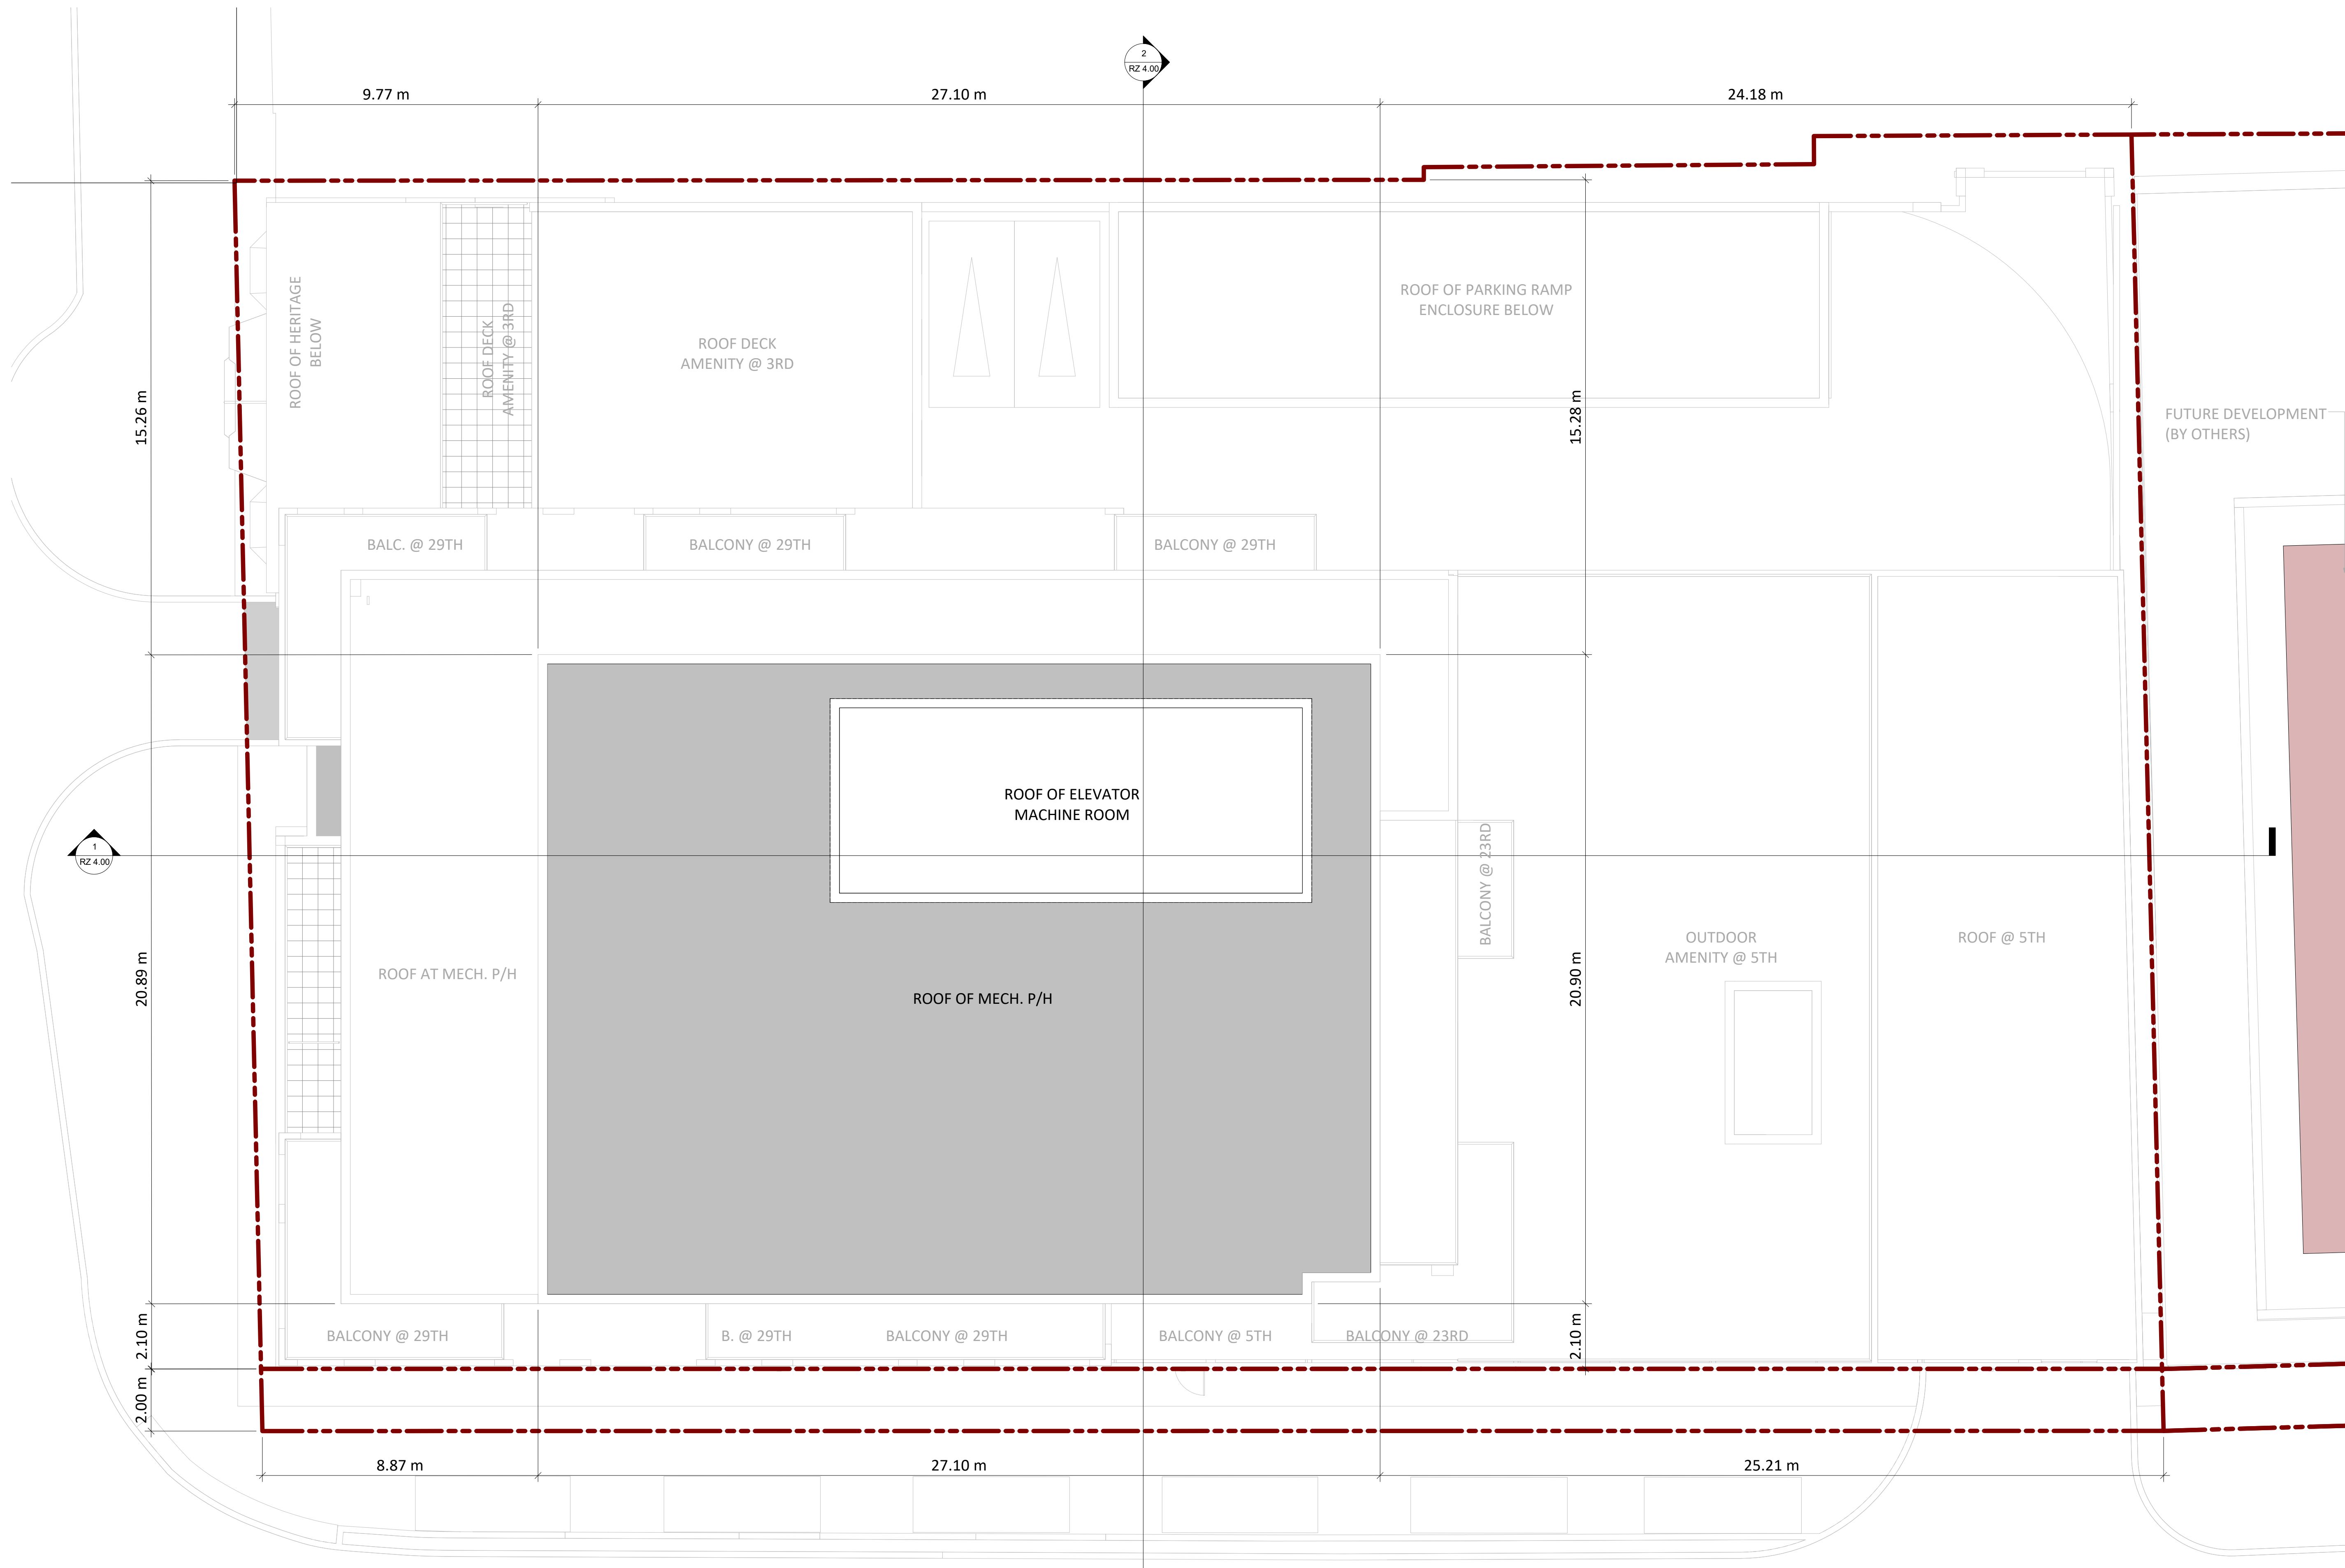 2
RZ 4.00
9.77 m
27.10 m
24.18 m
ROOF OF HERITAGE
BELOW
ROOF DECK
AMENITY @ 3RD
ROOF DECK
AMENITY @ 3RD
ROOF OF PARKING RAMP
ENCLOSURE BELOW
15.26 m
15.28 m
FUTURE DEVELOPMENT
(BY OTHERS)
BALC. @ 29TH
BALCONY @ 29TH
BALCONY @ 29TH
ROOF OF ELEVATOR
MACHINE ROOM
1
RZ 4.00
BALCONY @ 23RD
20.89 m
ROOF AT MECH. P/H
ROOF OF MECH. P/H
20.90 m
OUTDOOR
AMENITY @ 5TH
ROOF @ 5TH
2.10 m
BALCONY @ 29TH
B. @ 29TH
BALCONY @ 29TH
BALCONY @ 5TH
BALCONY @ 23RD
2.10 m
2.00 m
8.87 m
27.10 m
25.21 m